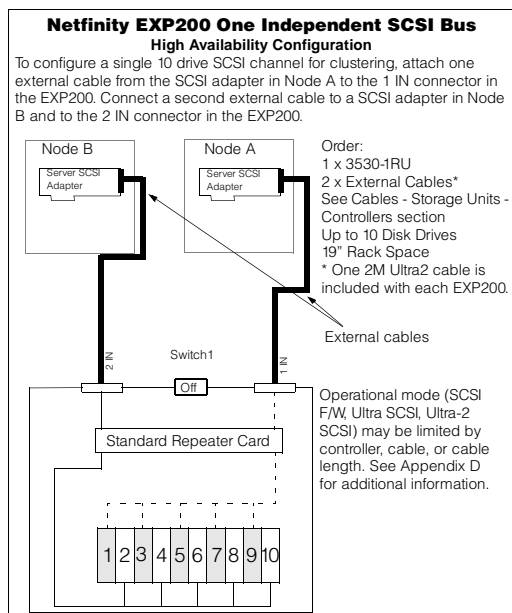 Netfinity EXP200 One Independent SCSI Bus
High Availability Configuration
To configure a single 10 drive SCSI channel for clustering, attach one
external cable from the SCSI adapter in Node A to the 1 IN connector in
the EXP200. Connect a second external cable to a SCSI adapter in Node
B and to the 2 IN connector in the EXP200.
Node B
Server SCSI
Adapter
Node A
Server SCSI
Adapter
Order:
1 x 3530-1RU
2 x External Cables*
See Cables - Storage Units -
Controllers section
Up to 10 Disk Drives
19" Rack Space
* One 2M Ultra2 cable is
included with each EXP200.
External cables
2 IN
Switch1
1 IN
Off
Operational mode (SCSI
F/W, Ultra SCSI, Ultra-2
SCSI) may be limited by
controller, cable, or cable
length. See Appendix D
for additional information.
Standard Repeater Card
1 2 3 4 5 6 7 8 9 10